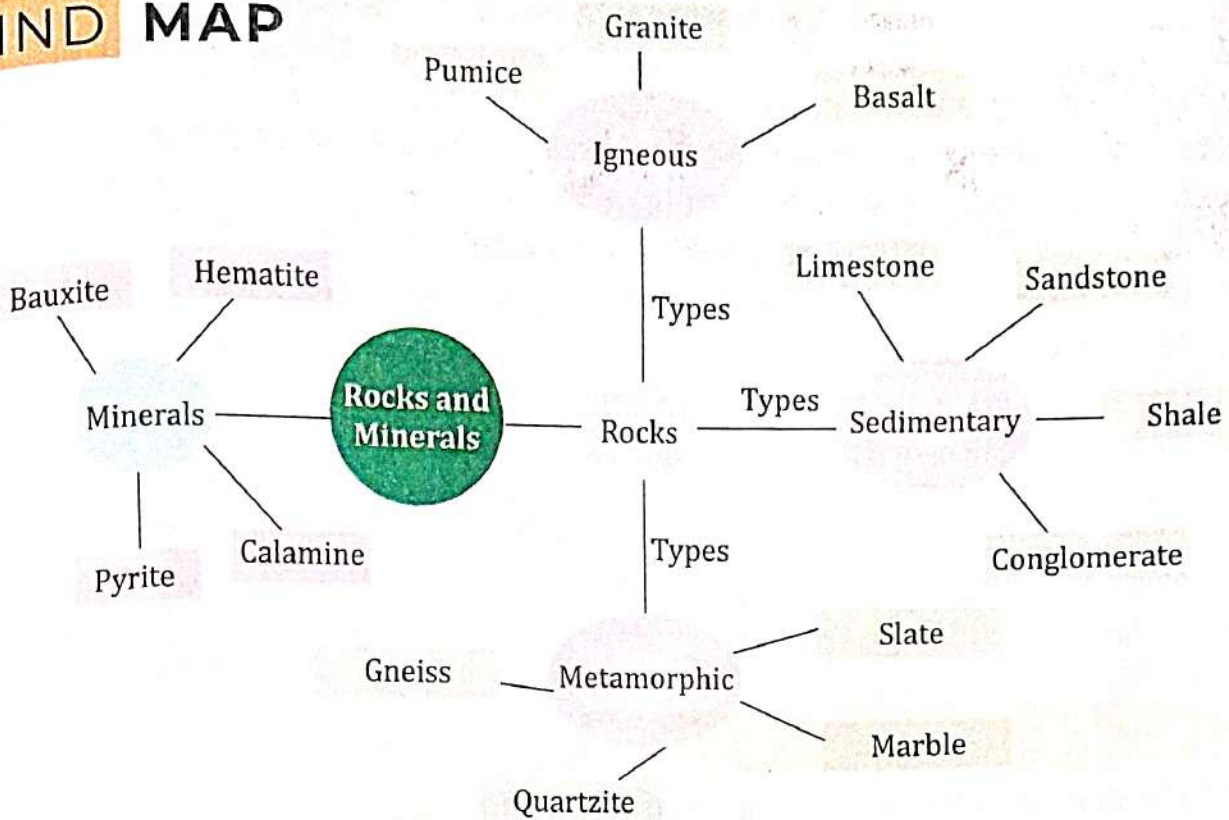 IND MAP
Granite
Pumice
Basalt
Igneous
Types
Limestone
Sandstone
Bauxite
Hematite
Minerals
Rocks and
Minerals
Rocks
Types
Sedimentary
Shale
Pyrite
Calamine
Types
Conglomerate
Slate
Gneiss
Metamorphic
Marble
Quartzite